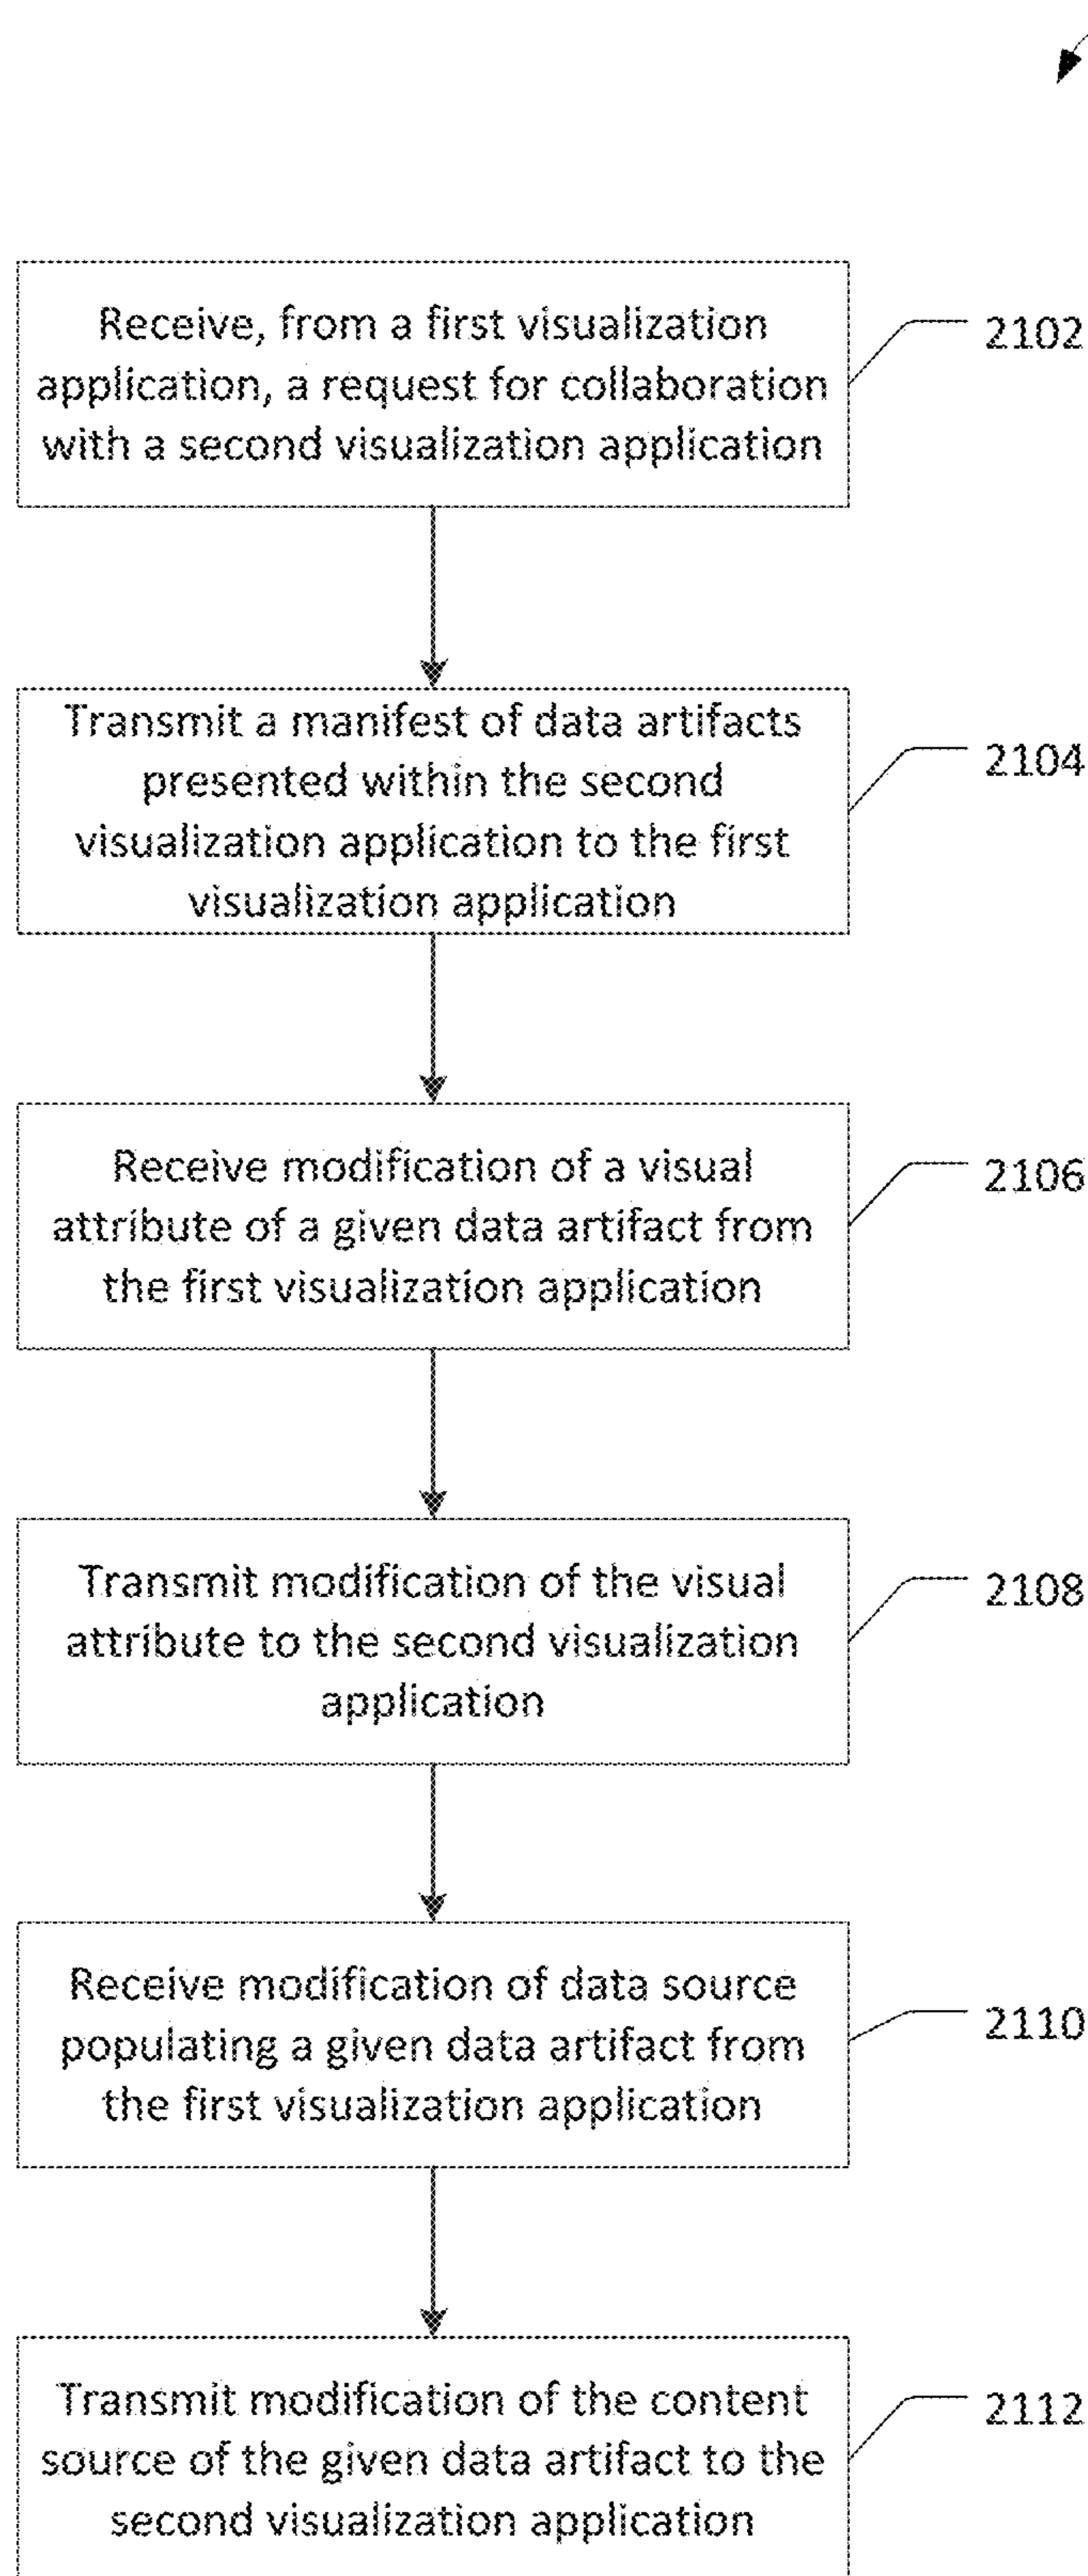 Receive, from a first visualization
application, a request for collaboration
with a second visualization application
2102
Transmit a manifest of data artifacts
presented within the second
visualization application to the first
visualization application
2104
Receive modification of a visual
attribute of a given data artifact from
the first visualization application
2106
Transmit modification of the visual
attribute to the second visualization
application
2108
Receive modification of data source
populating a given data artifact from
the first visualization application
2110
Transmit modification of the content
source of the given data artifact to the
second visualization application
2112